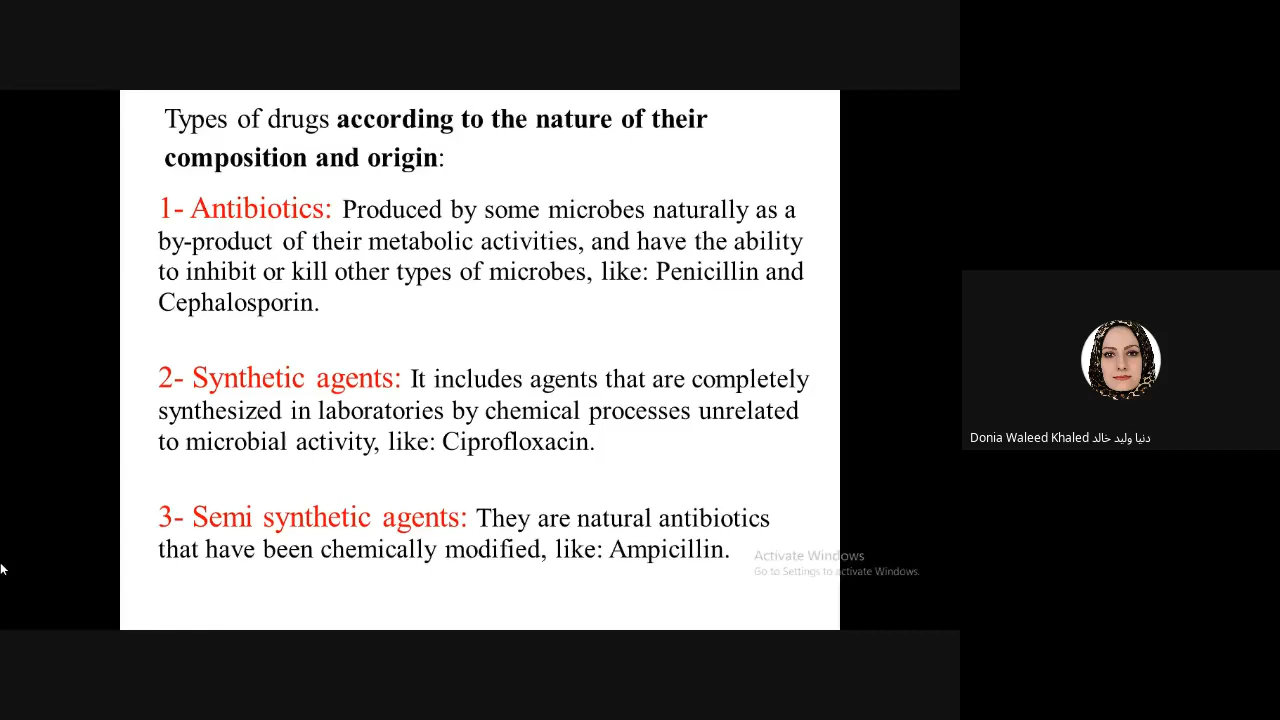 Types of drugs according to the nature of their
composition and origin:
1- Antibiotics: Produced by some microbes naturally as a
by-product of their metabolic activities, and have the ability
to inhibit or kill other types of microbes, like: Penicillin and
Cephalosporin.
2- Synthetic agents: It includes agents that are completely
synthesized in laboratories by chemical processes unrelated
to microbial activity, like: Ciprofloxacin.
3- Semi synthetic agents: They are natural antibiotics
that have been chemically modified, like: Ampicillin.
Activate Windows
Go to Settings to activate Windows.
Donia Waleed Khaled دنيا وليد خالد